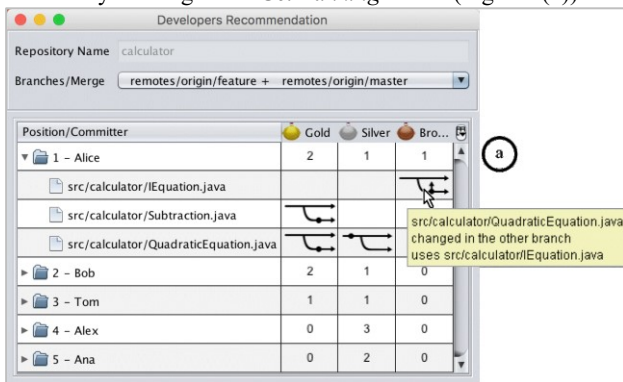 Developers Recommendation
Repository Name calculator
Branches/Merge remotes/origin/feature + remotes/origin/master
Position/Committer Gold Silver Bro...
1 - Alice 2 1 1
src/calculator/IEquation.java
src/calculator/Subtraction.java
src/calculator/QuadraticEquation.java
2 - Bob 2 1 0
3 - Tom 1 1 0
4 - Alex 0 3 0
5 - Ana 0 2 0
a
src/calculator/QuadraticEquation.java
changed in the other branch
uses src/calculator/IEquation.java